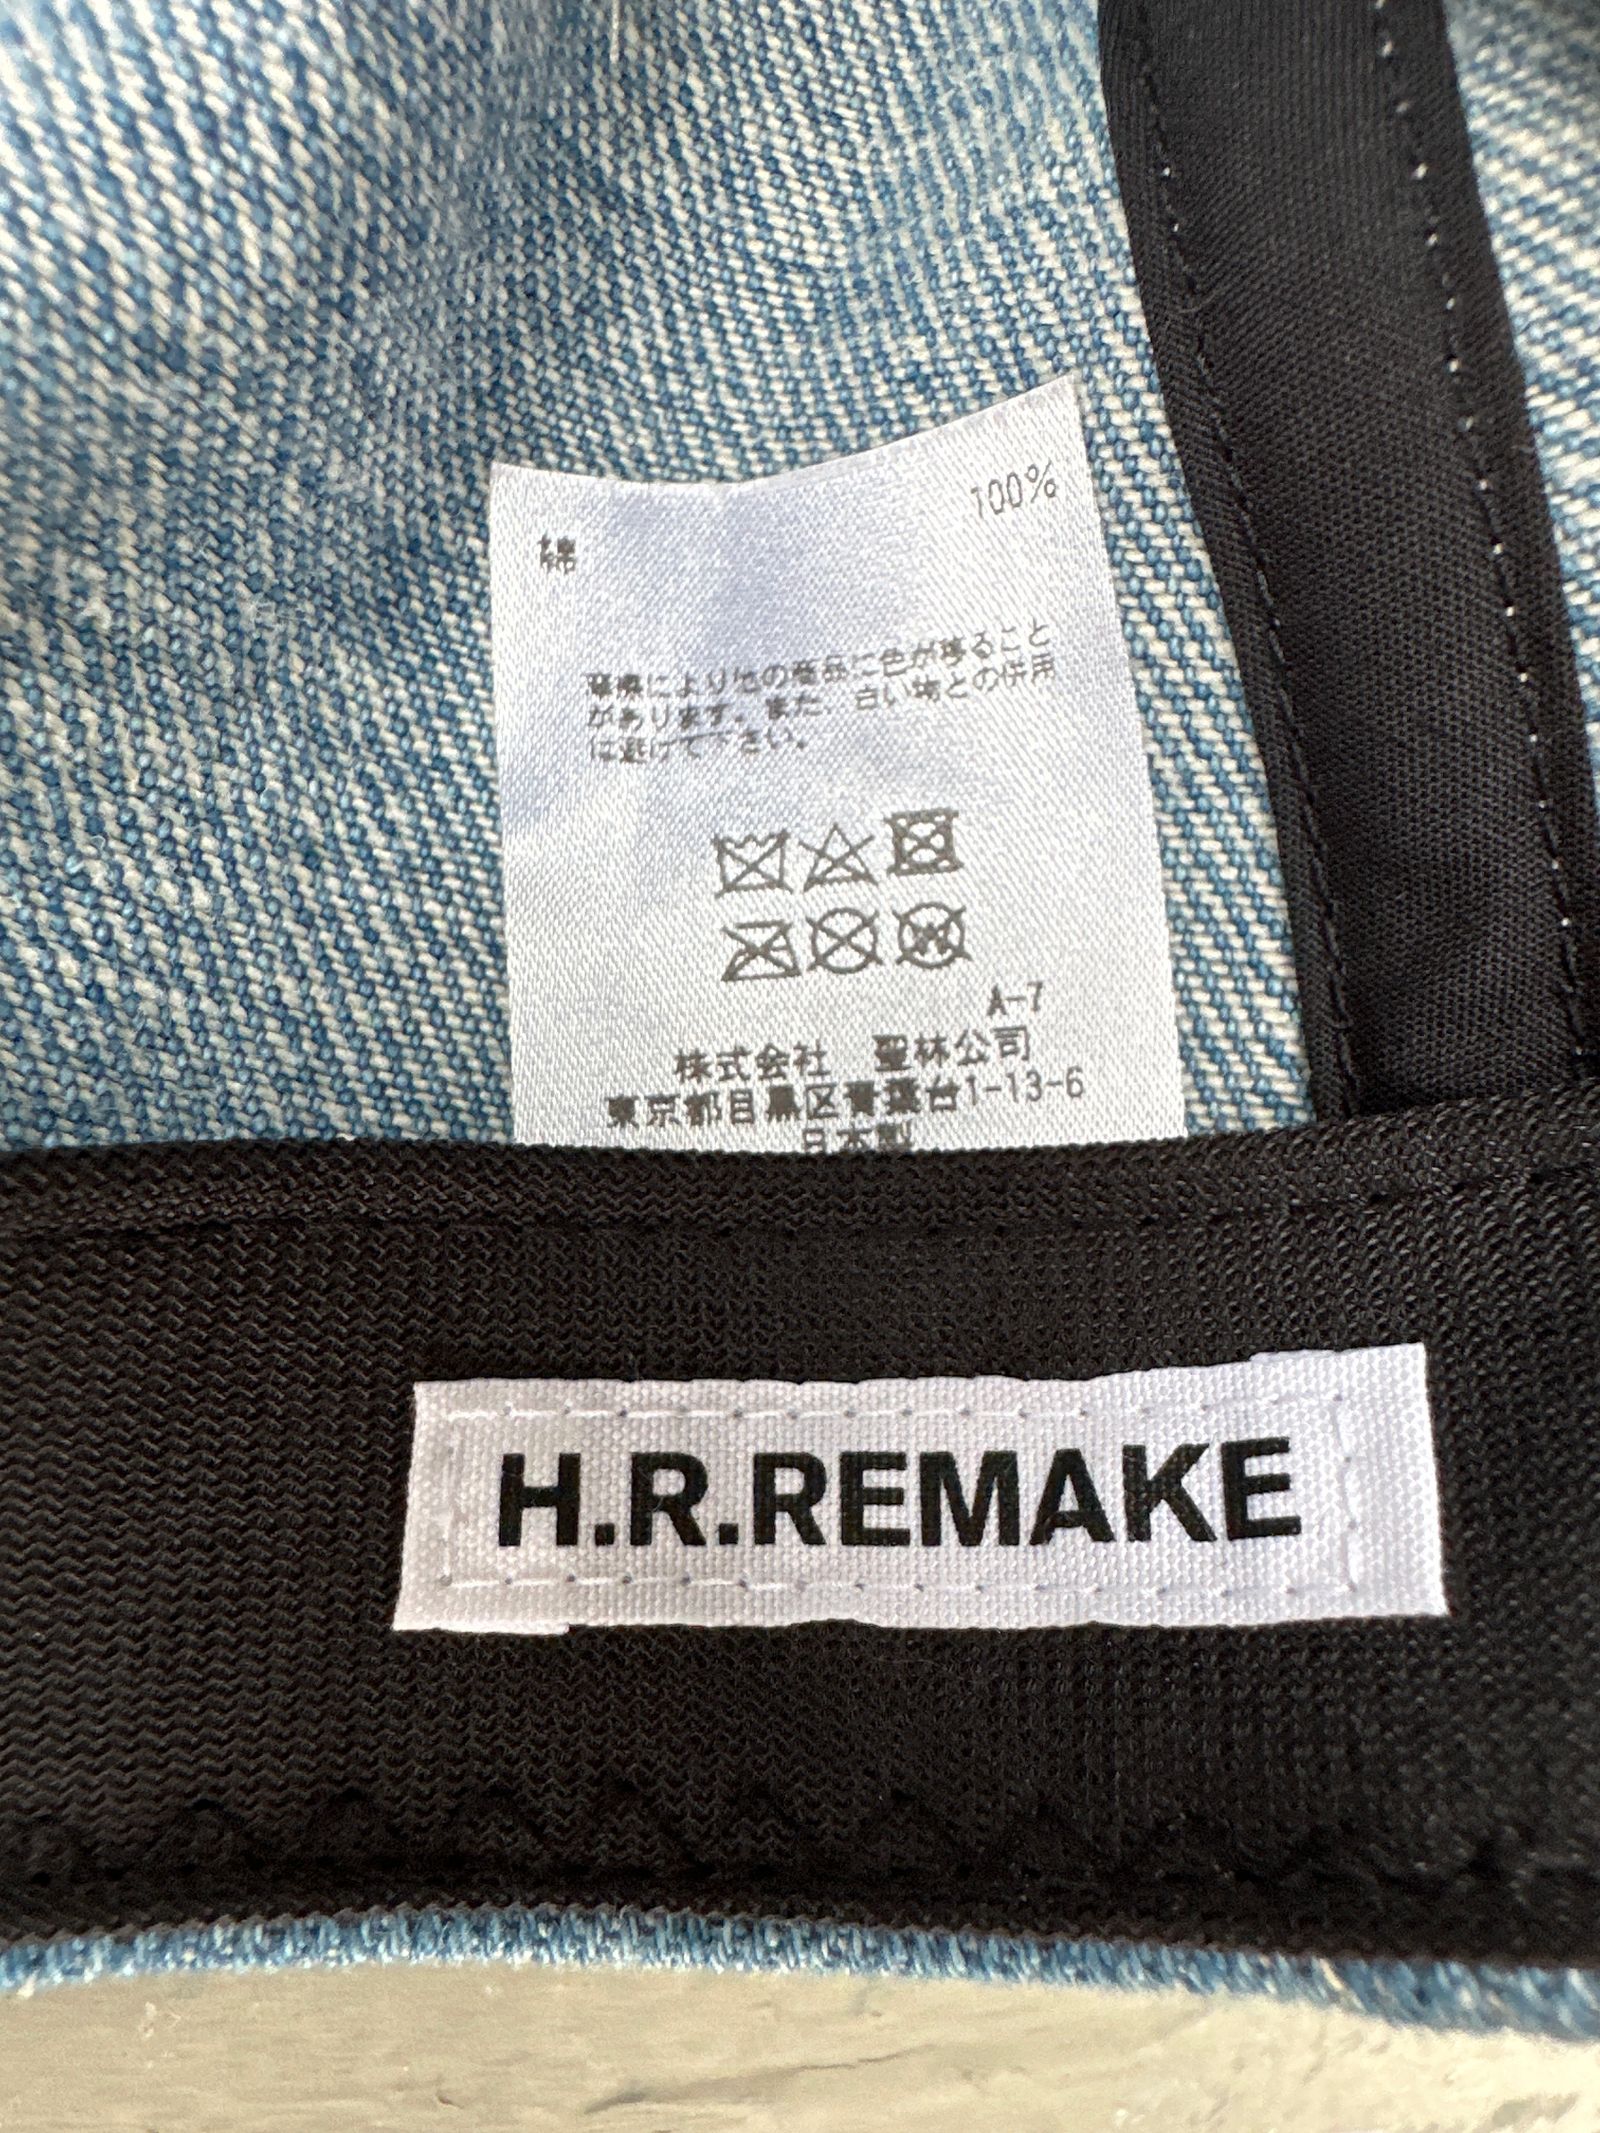 綿 100%
摩擦により他の商品に色が移ること
があります。また、白い物との併用
は避けて下さい。
A-7
株式会社 聖林公司
東京都目黒区青葉台1-13-6
日本製
H.R.REMAKE